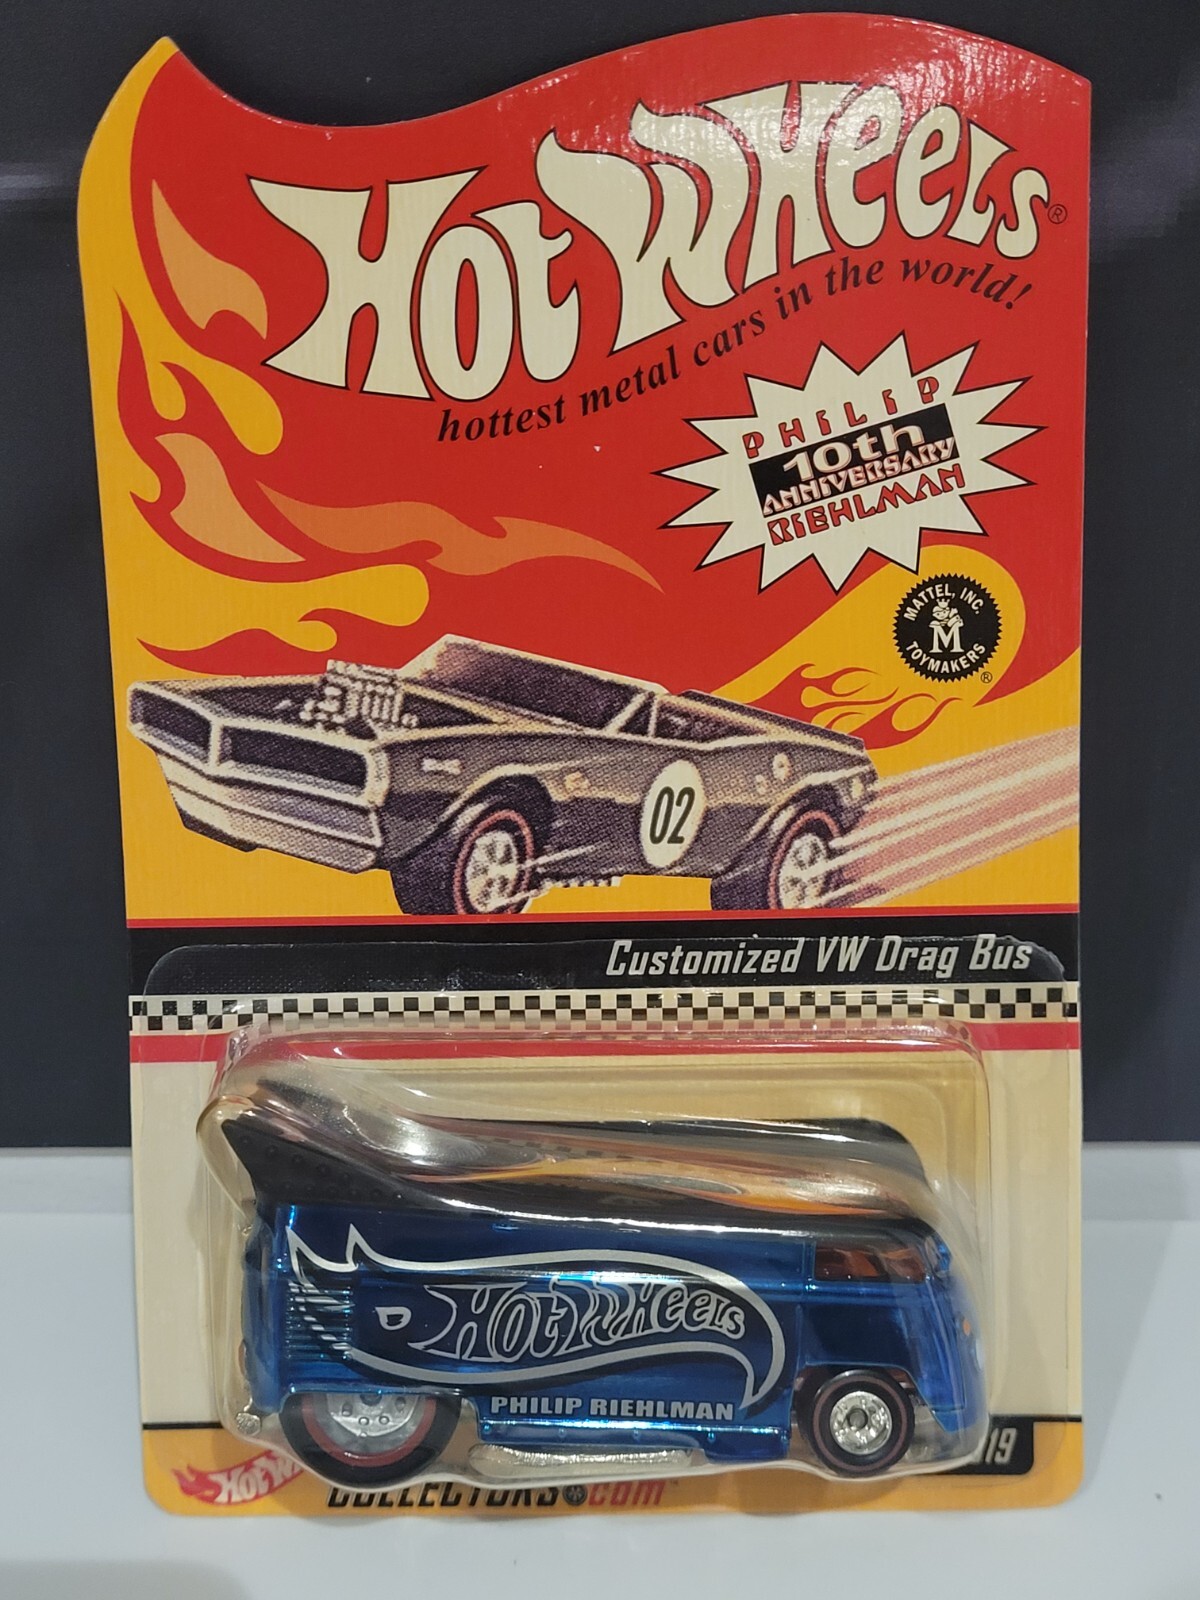 Hot Wheels®
hottest metal cars in the world!
PHILIP
10th
ANNIVERSARY
RIEHLMAN
MATTEL, INC.
M
TOYMAKERS
®
02
Customized VW Drag Bus
Hot Wheels
PHILIP RIEHLMAN
COLLECTORS.com™